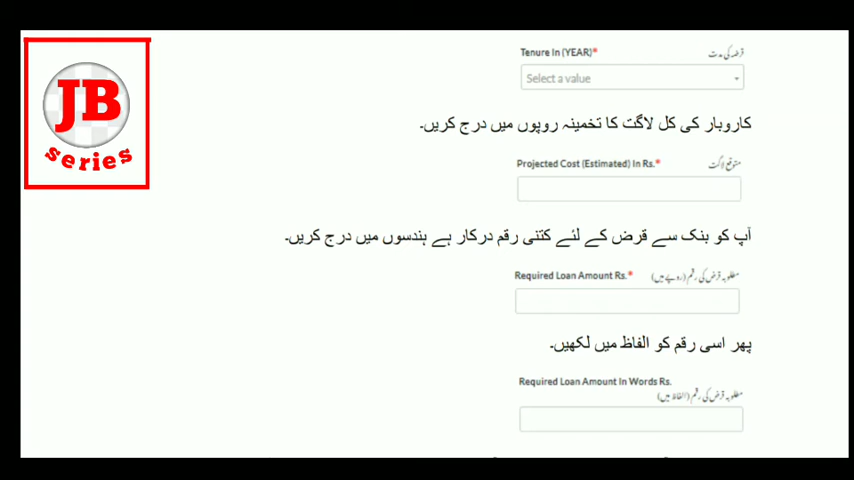 JB
series
Tenure In (YEAR)* قرضہ کی مدت
Select a value
کاروبار کی کل لاگت کا تخمینہ روپوں میں درج کریں۔
Projected Cost (Estimated) In Rs.* متوقع لاگت
آپ کو بنک سے قرض کے لئے کتنی رقم درکار ہے ہندسوں میں درج کریں۔
Required Loan Amount Rs.* مطلوبہ قرض کی رقم (روپے میں)
پھر اسی رقم کو الفاظ میں لکھیں۔
Required Loan Amount In Words Rs.
مطلوبہ قرض کی رقم (الفاظ میں)